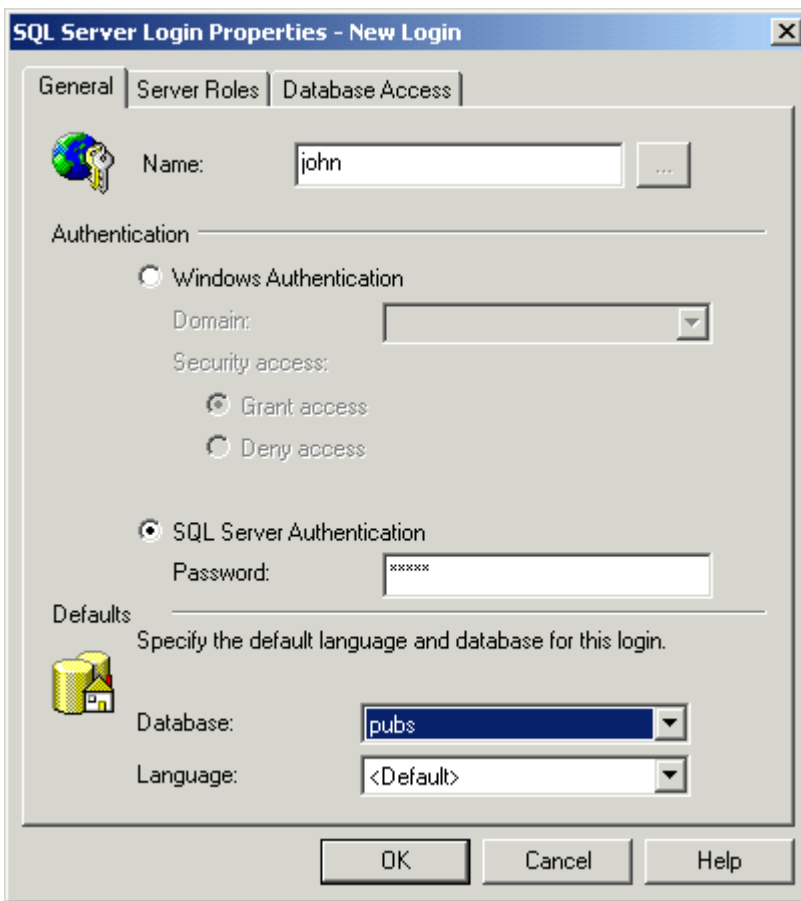 SQL Server Login Properties - New Login
General Server Roles Database Access
Name: john ...
Authentication
Windows Authentication
Domain:
Security access:
Grant access
Deny access
SQL Server Authentication
Password: *****
Defaults
Specify the default language and database for this login.
Database: pubs
Language: <Default>
OK Cancel Help